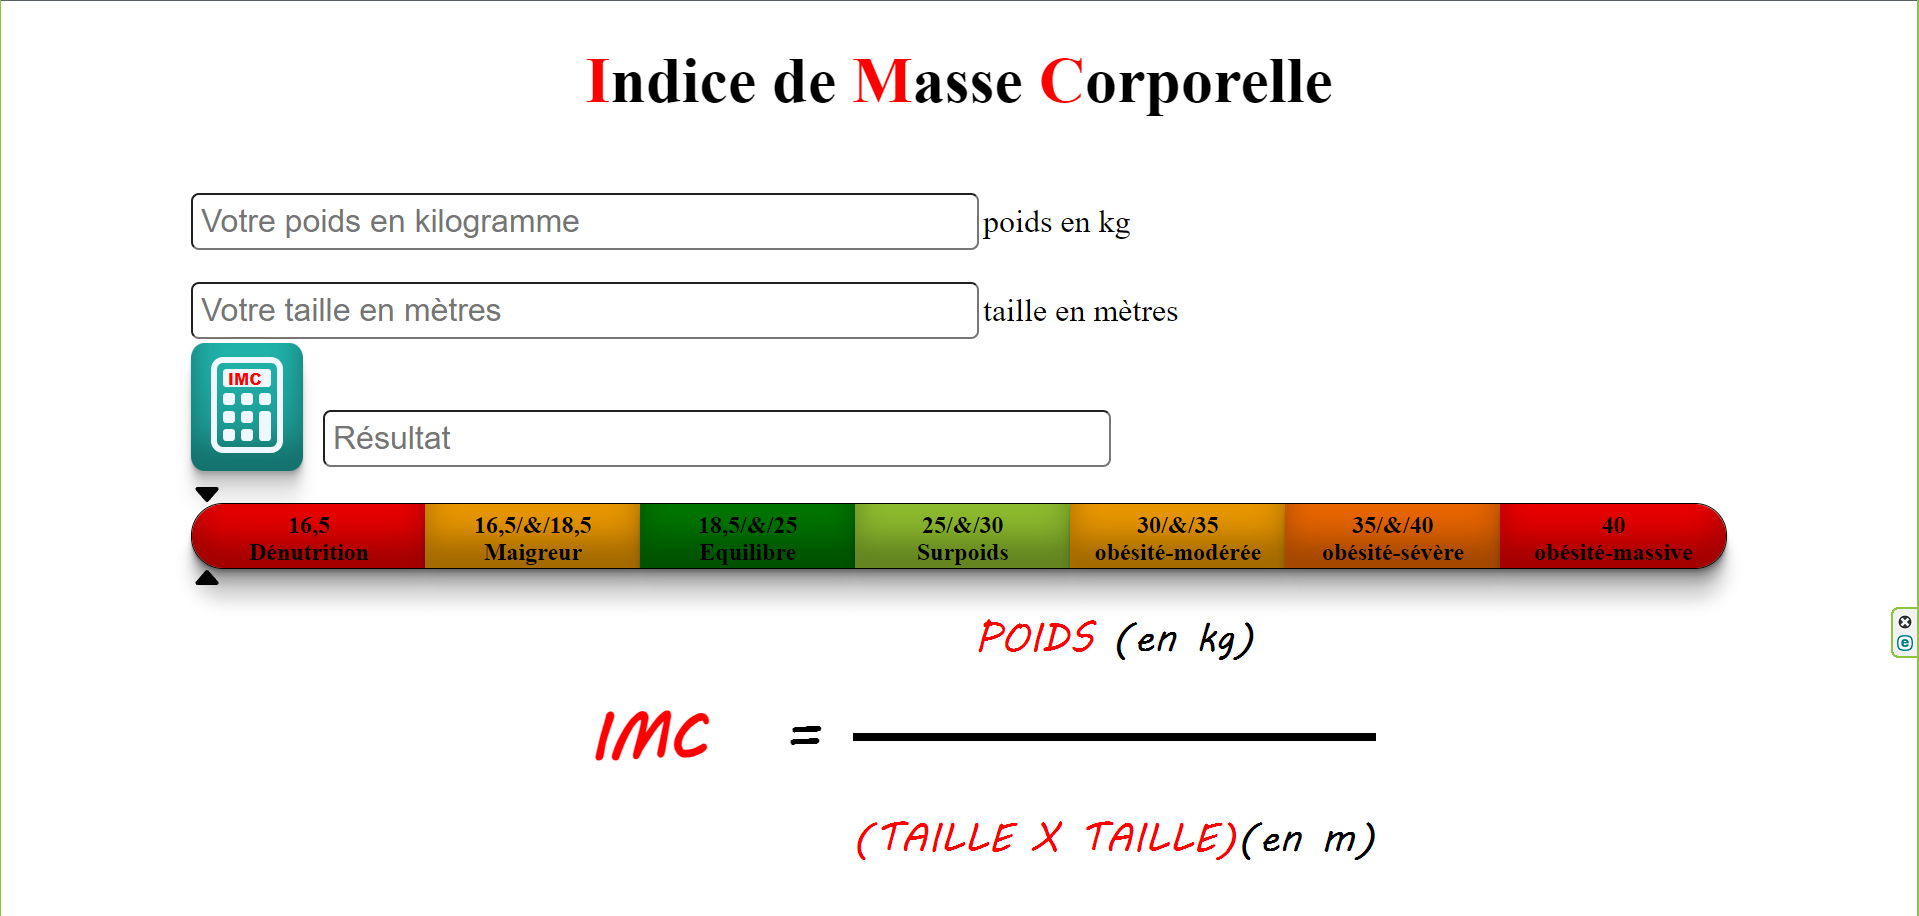 Indice de Masse Corporelle
Votre poids en kilogramme poids en kg
Votre taille en mètres taille en mètres
IMC
Résultat
16,5 16,5/&/18,5 18,5/&/25 25/&/30 30/&/35 35/&/40 40
Dénutrition Maigreur Equilibre Surpoids obésité-modérée obésité-sévère obésité-massive
POIDS (en kg)
IMC =
(TAILLE X TAILLE)(en m)
e